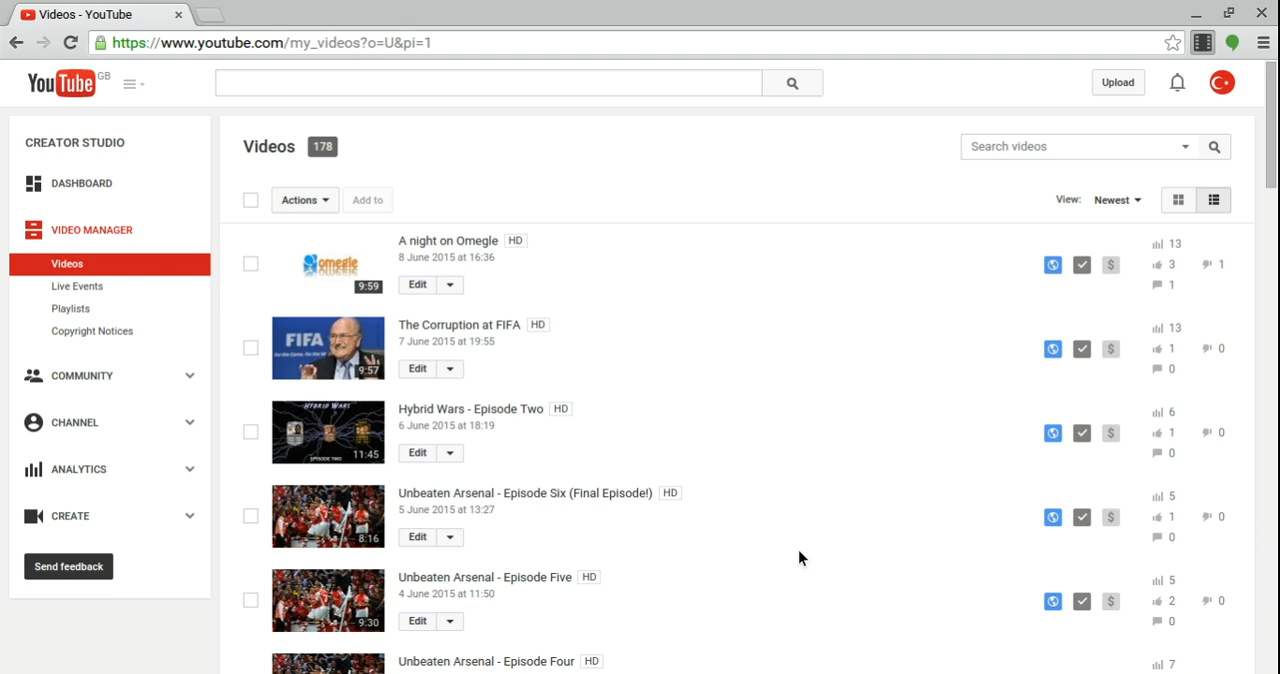 Videos - YouTube
https://www.youtube.com/my_videos?o=U&pi=1
YouTube GB
Upload
CREATOR STUDIO
DASHBOARD
VIDEO MANAGER
Videos
Live Events
Playlists
Copyright Notices
COMMUNITY
CHANNEL
ANALYTICS
CREATE
Send feedback
Videos 178
Search videos
Actions Add to
View: Newest
omegle
9:59
A night on Omegle HD
8 June 2015 at 16:36
Edit
$
13
3 1
1
FIFA
9:57
The Corruption at FIFA HD
7 June 2015 at 19:55
Edit
$
13
1 0
0
HYBRID WARS
EPISODE TWO
11:45
Hybrid Wars - Episode Two HD
6 June 2015 at 18:19
Edit
$
6
1 0
0
8:16
Unbeaten Arsenal - Episode Six (Final Episode!) HD
5 June 2015 at 13:27
Edit
$
5
1 0
0
9:30
Unbeaten Arsenal - Episode Five HD
4 June 2015 at 11:50
Edit
$
5
2 0
0
Unbeaten Arsenal - Episode Four HD
7